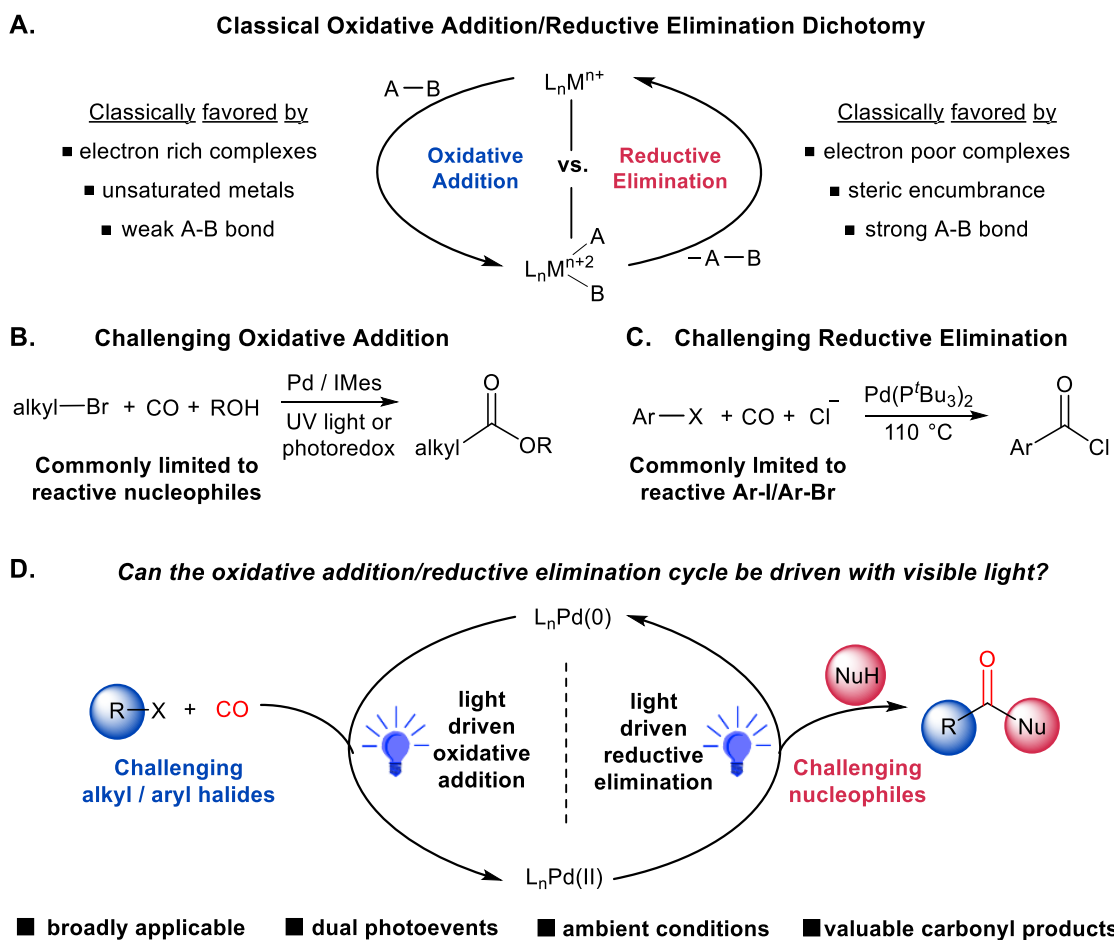 A. Classical Oxidative Addition/Reductive Elimination Dichotomy
A—B
LnMn+
Classically favored by
■ electron rich complexes
■ unsaturated metals
■ weak A-B bond
Oxidative
Addition
vs.
Reductive
Elimination
Classically favored by
■ electron poor complexes
■ steric encumbrance
■ strong A-B bond
LnMn+2
A
B
–A—B
B. Challenging Oxidative Addition
alkyl—Br + CO + ROH
Pd / IMes
UV light or
photoredox
O
alkyl
OR
Commonly limited to
reactive nucleophiles
C. Challenging Reductive Elimination
Ar—X + CO + Cl–
Pd(PtBu3)2
110 °C
O
Ar
Cl
Commonly lmited to
reactive Ar-I/Ar-Br
D. Can the oxidative addition/reductive elimination cycle be driven with visible light?
LnPd(0)
R—X + CO
Challenging
alkyl / aryl halides
light
driven
oxidative
addition
light
driven
reductive
elimination
NuH
Challenging
nucleophiles
O
R
Nu
LnPd(II)
■ broadly applicable ■ dual photoevents ■ ambient conditions ■ valuable carbonyl products